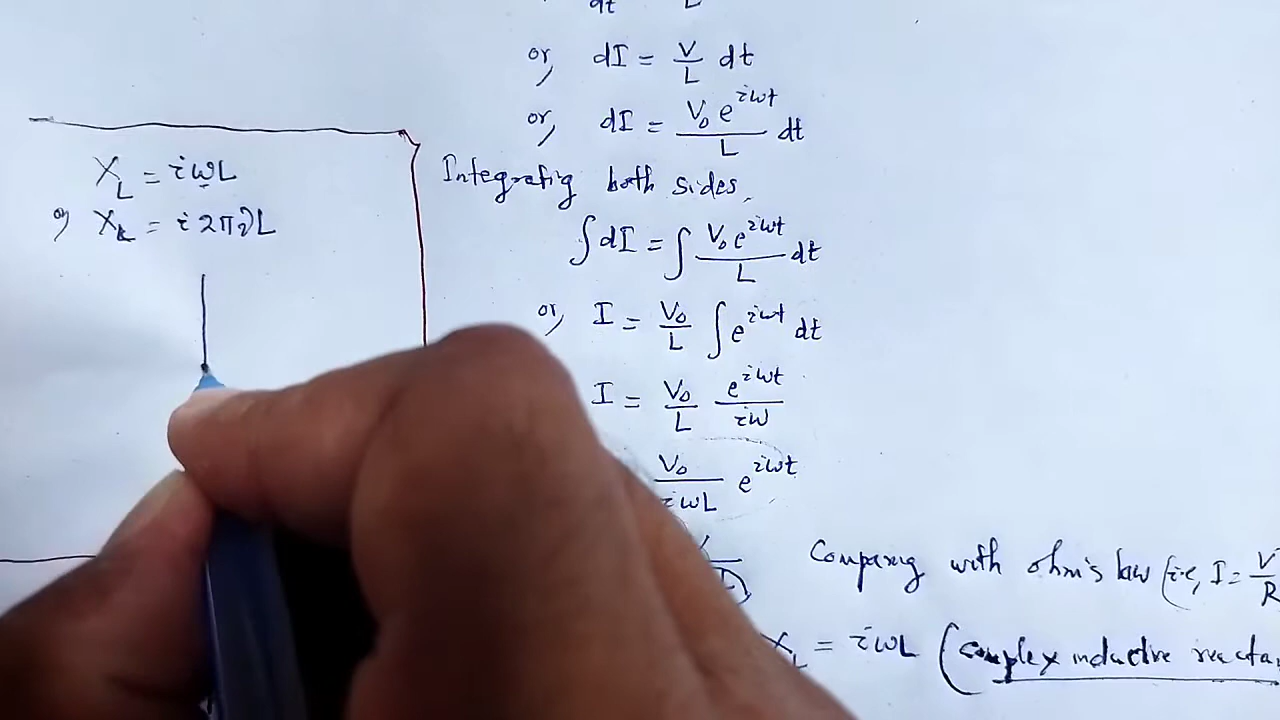 or, dI = V/L dt
or, dI = V₀ e^{iωt}/L dt
Integrating both sides,
∫ dI = ∫ V₀ e^{iωt}/L dt
or, I = V₀/L ∫ e^{iωt} dt
I = V₀/L e^{iωt}/iω
V₀/iωL e^{iωt}
Comparing with ohm's law (i.e, I = V/R
X_L = iωL (complex inductive
X_L = iωL
or, X_L = i2πνL